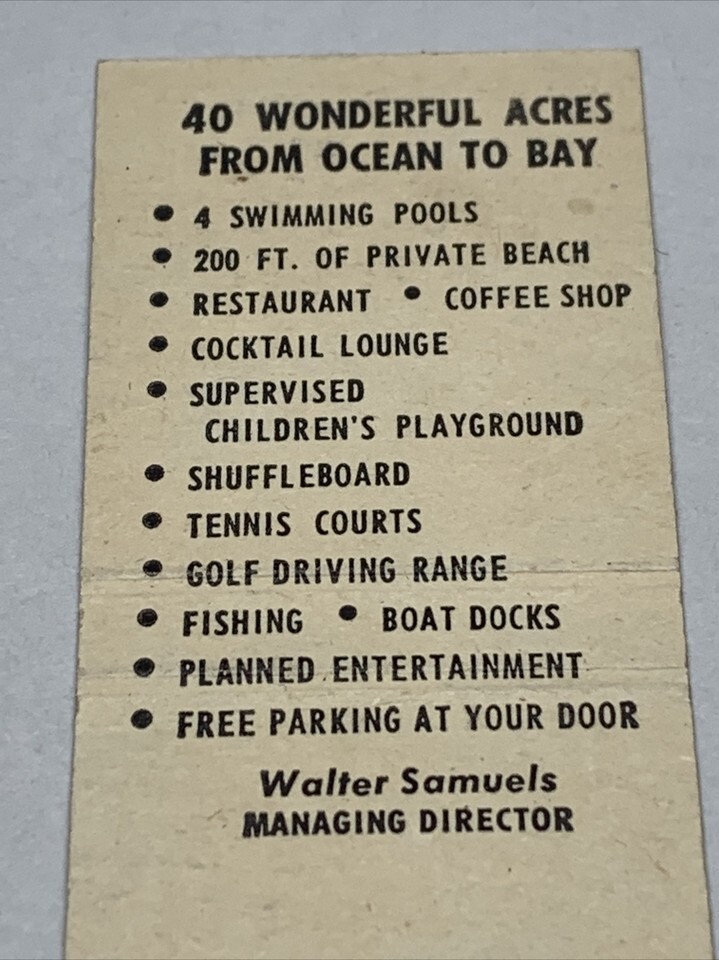 40 WONDERFUL ACRES
FROM OCEAN TO BAY
• 4 SWIMMING POOLS
• 200 FT. OF PRIVATE BEACH
• RESTAURANT • COFFEE SHOP
• COCKTAIL LOUNGE
• SUPERVISED
CHILDREN'S PLAYGROUND
• SHUFFLEBOARD
• TENNIS COURTS
• GOLF DRIVING RANGE
• FISHING • BOAT DOCKS
• PLANNED ENTERTAINMENT
• FREE PARKING AT YOUR DOOR
Walter Samuels
MANAGING DIRECTOR